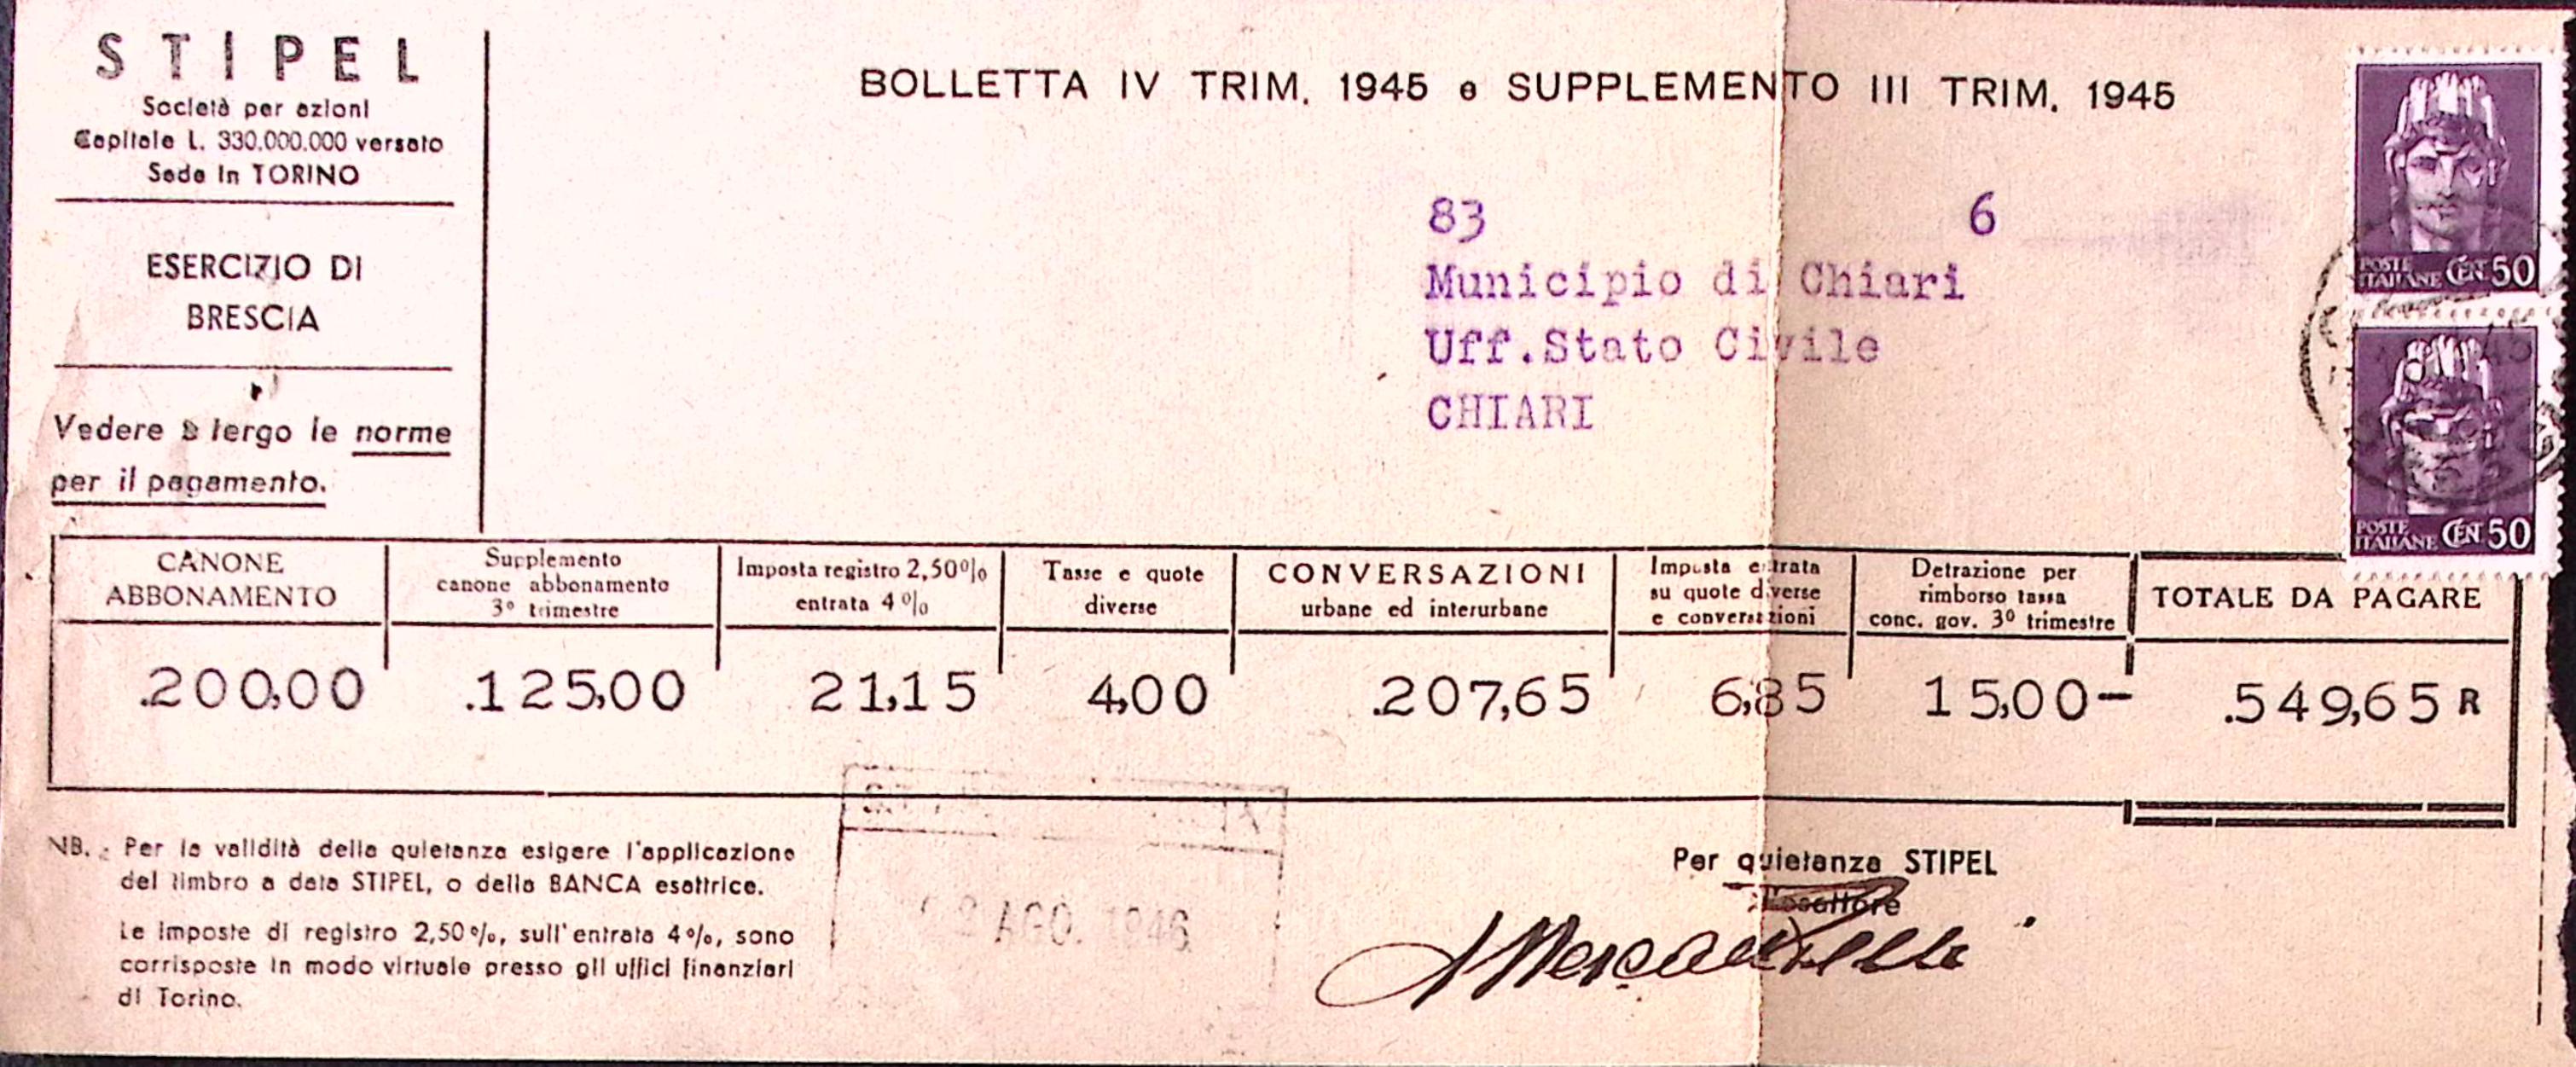 STIPEL
Società per azioni
Capitale L. 330.000.000 versato
Sede in TORINO
ESERCIZIO DI
BRESCIA
Vedere a tergo le norme
per il pagamento.
BOLLETTA IV TRIM. 1945 e SUPPLEMENTO III TRIM. 1945
83 6
Municipio di Chiari
Uff.Stato Civile
CHIARI
POSTE
ITALIANE CEN 50
POSTE
ITALIANE CEN 50
CANONE
ABBONAMENTO
Supplemento
canone abbonamento
3º trimestre
Imposta registro 2,50%
entrata 4%
Tasse e quote
diverse
CONVERSAZIONI
urbane ed interurbane
Imposta entrata
su quote diverse
e conversazioni
Detrazione per
rimborso tassa
conc. gov. 3º trimestre
TOTALE DA PAGARE
.200,00 .125,00 21,15 4,00 .207,65 6,85 15,00- .549,65 R
NB. - Per la validità della quietanza esigere l'applicazione
del timbro a data STIPEL, o della BANCA esattrice.
Le imposte di registro 2,50%, sull'entrata 4%, sono
corrisposte in modo virtuale presso gli uffici finanziari
di Torino.
AGO. 1946
Per quietanza STIPEL
L'esattore